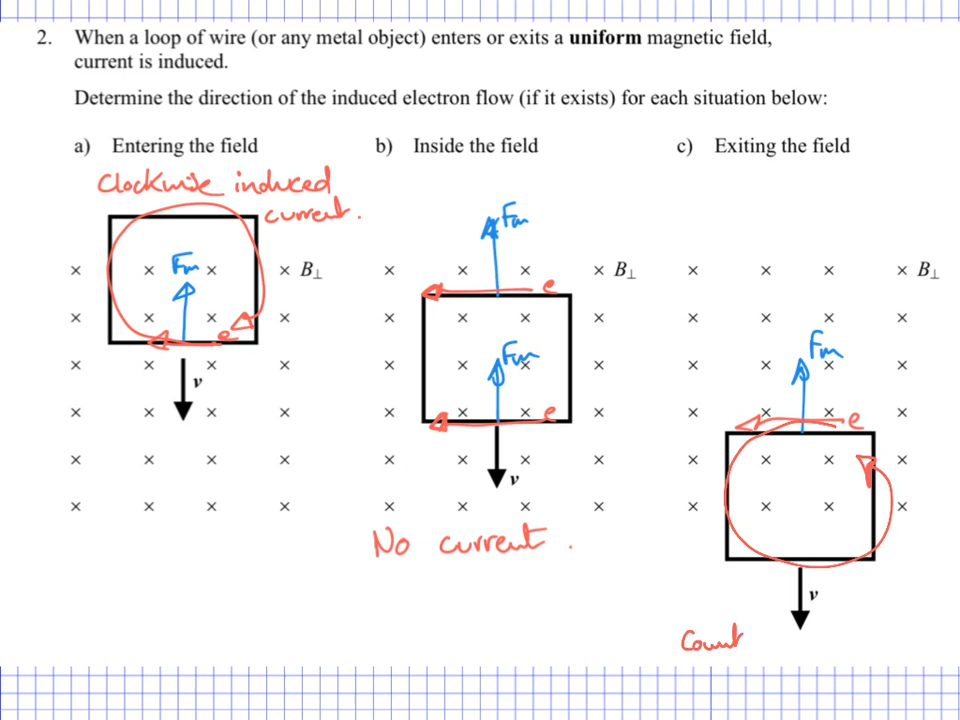 2. When a loop of wire (or any metal object) enters or exits a uniform magnetic field,
current is induced.
Determine the direction of the induced electron flow (if it exists) for each situation below:
a) Entering the field b) Inside the field c) Exiting the field
Clockwise induced
current.
Fm
Fm × B⊥ × B⊥ × B⊥
e
e
Fm Fm
v
e e
v
No current.
v
Count